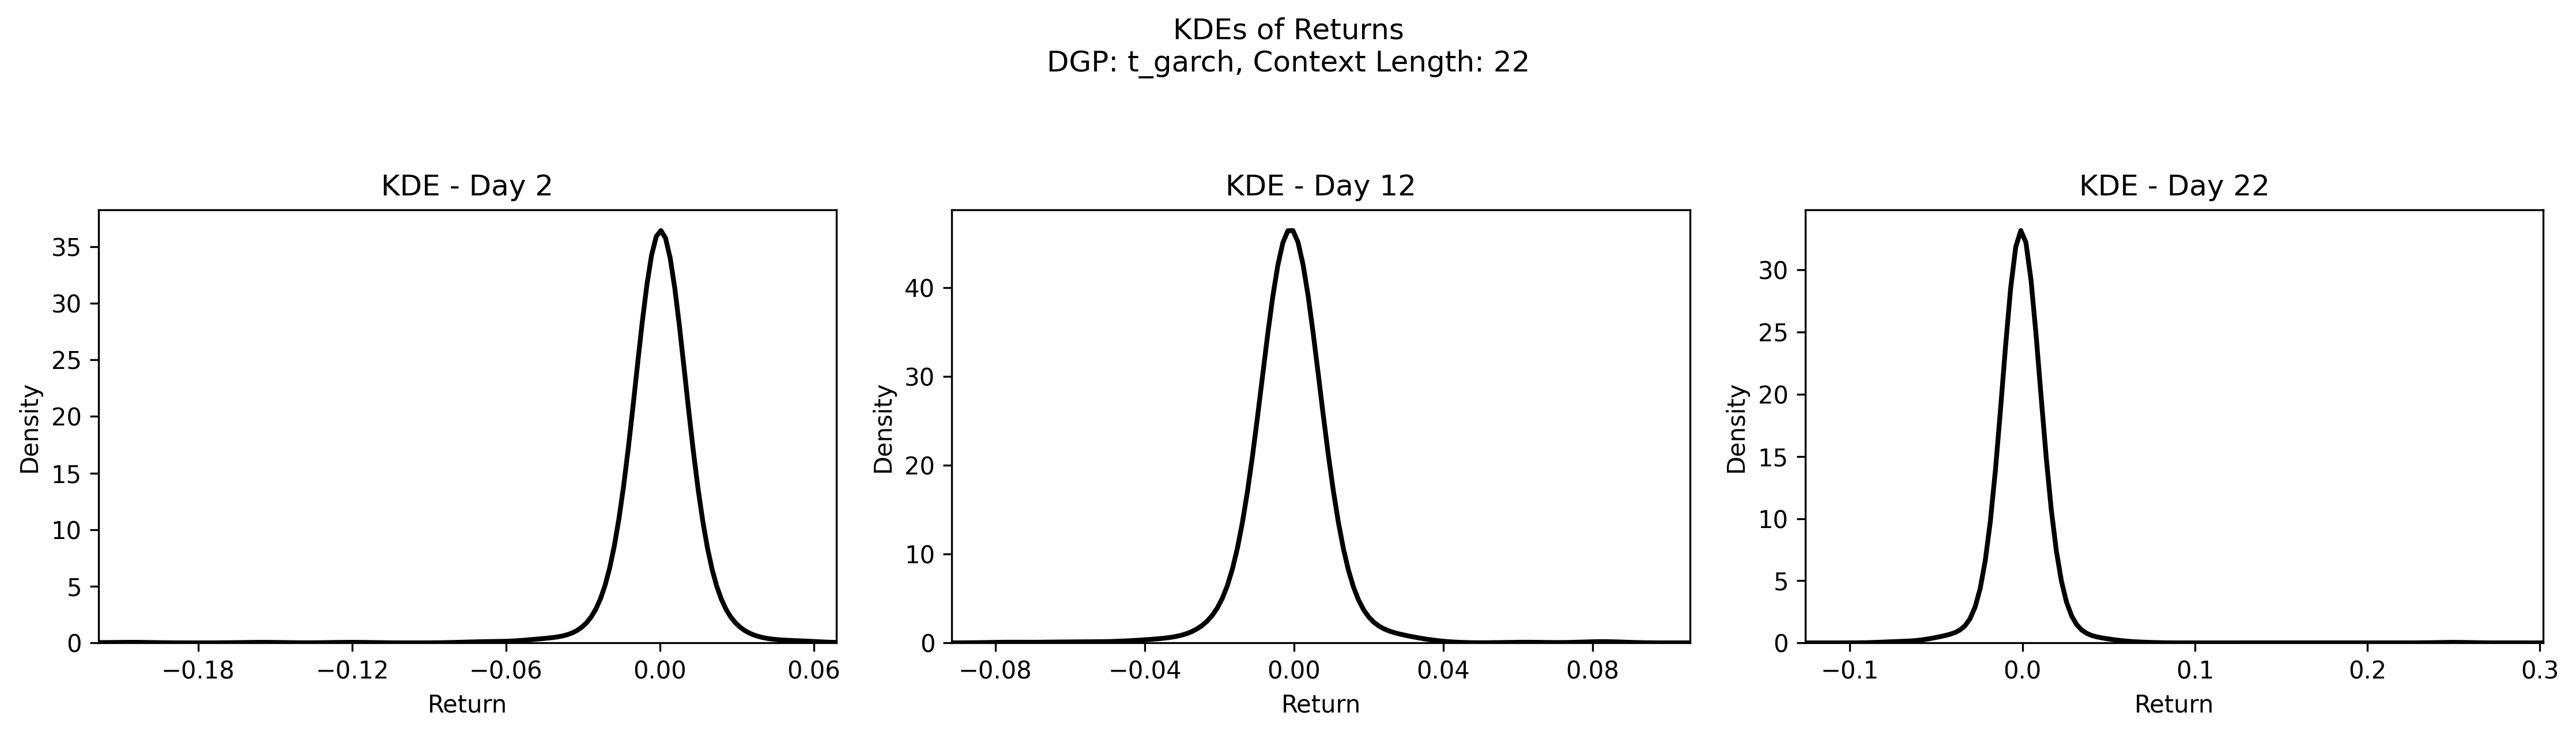 KDEs of Returns
DGP: t_garch, Context Length: 22
KDE - Day 2
35
30
25
20
15
10
5
0
Density
−0.18 −0.12 −0.06 0.00 0.06
Return
KDE - Day 12
40
30
20
10
0
Density
−0.08 −0.04 0.00 0.04 0.08
Return
KDE - Day 22
30
25
20
15
10
5
0
Density
−0.1 0.0 0.1 0.2 0.3
Return